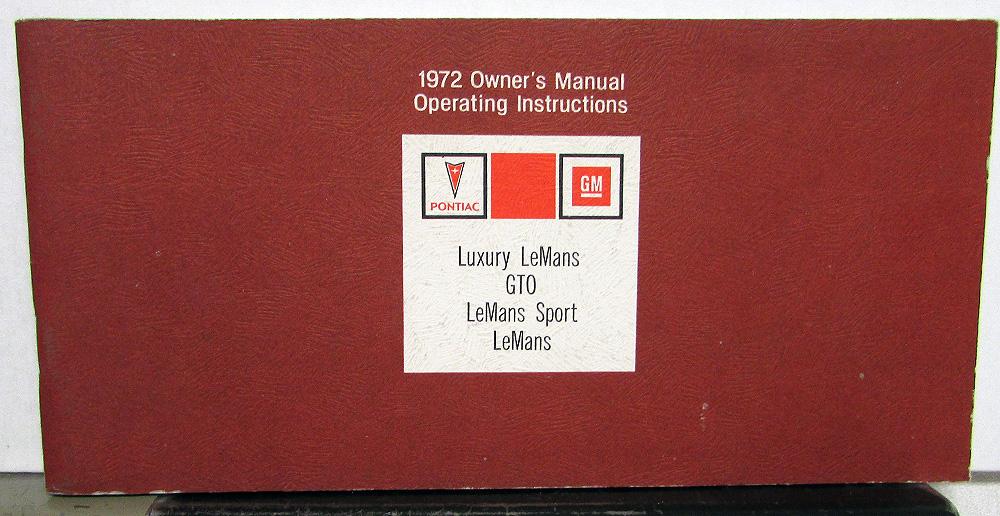 1972 Owner's Manual
Operating Instructions
PONTIAC
GM
Luxury LeMans
GTO
LeMans Sport
LeMans